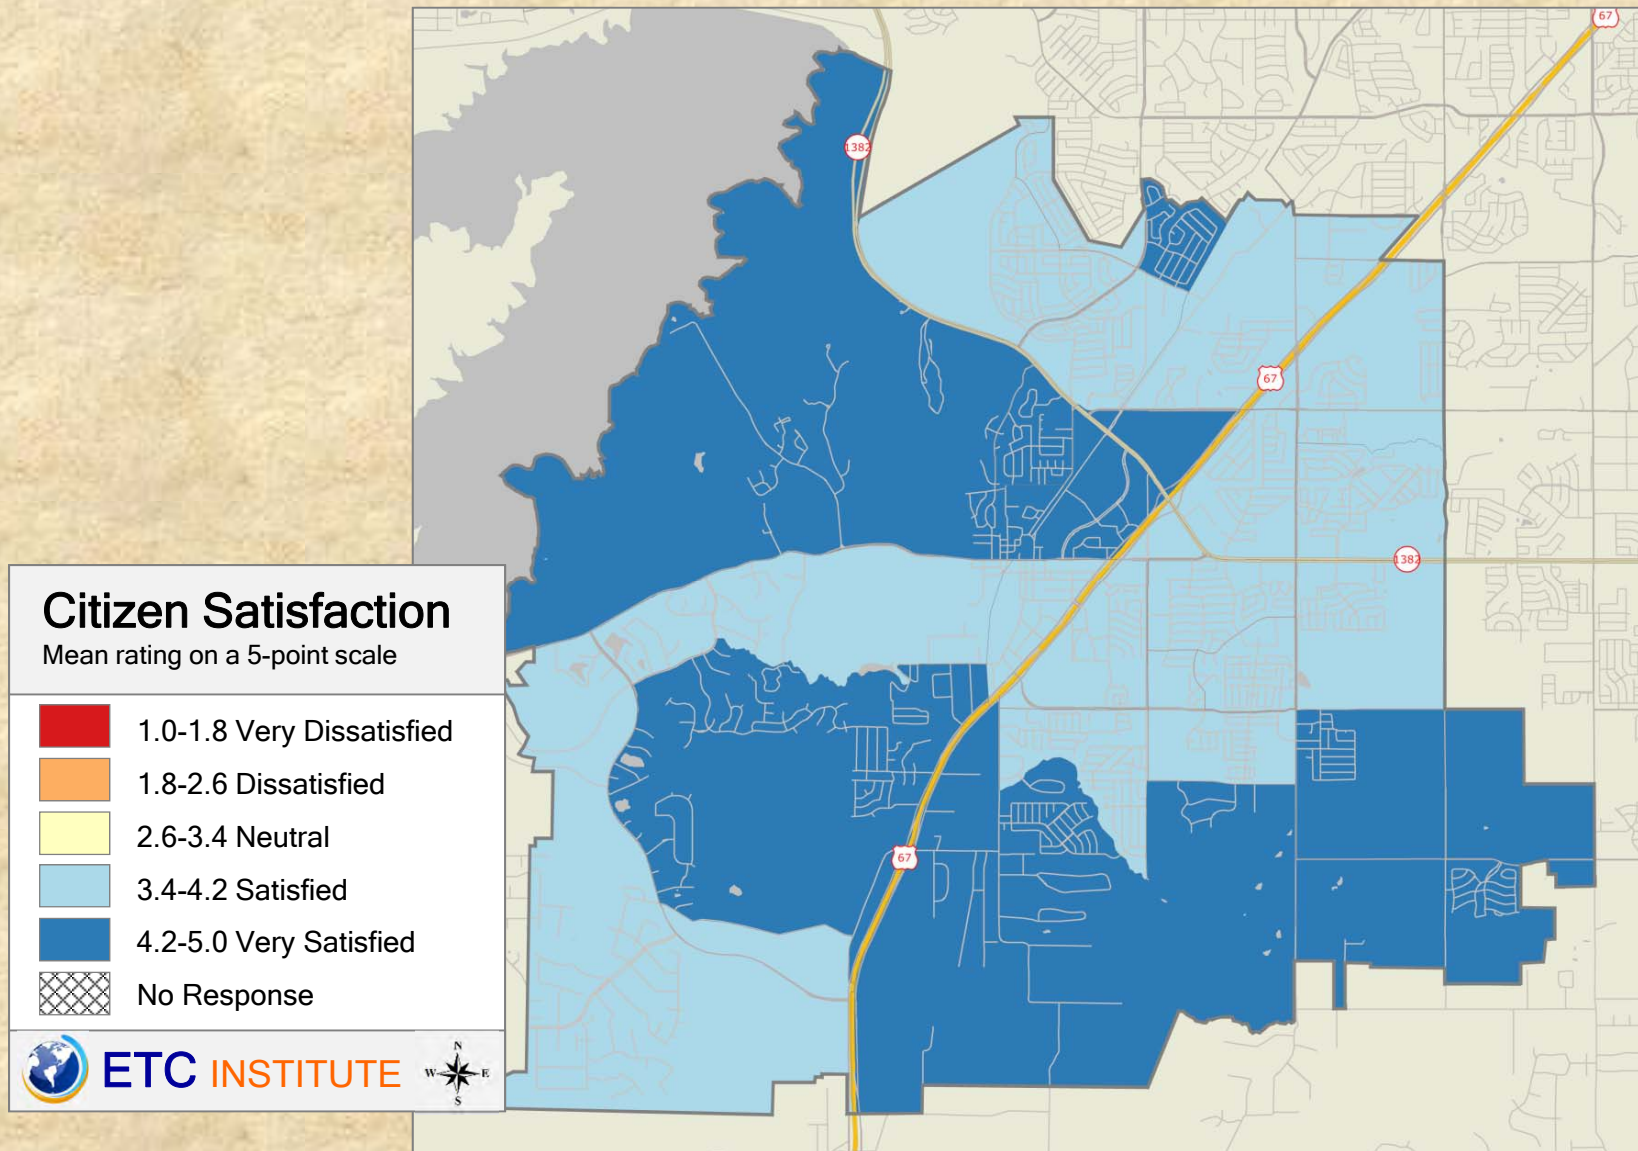 67
1382
67
1382
Citizen Satisfaction
Mean rating on a 5-point scale
1.0-1.8 Very Dissatisfied
1.8-2.6 Dissatisfied
2.6-3.4 Neutral
3.4-4.2 Satisfied
67
4.2-5.0 Very Satisfied
No Response
ETC INSTITUTE
N
W E
S